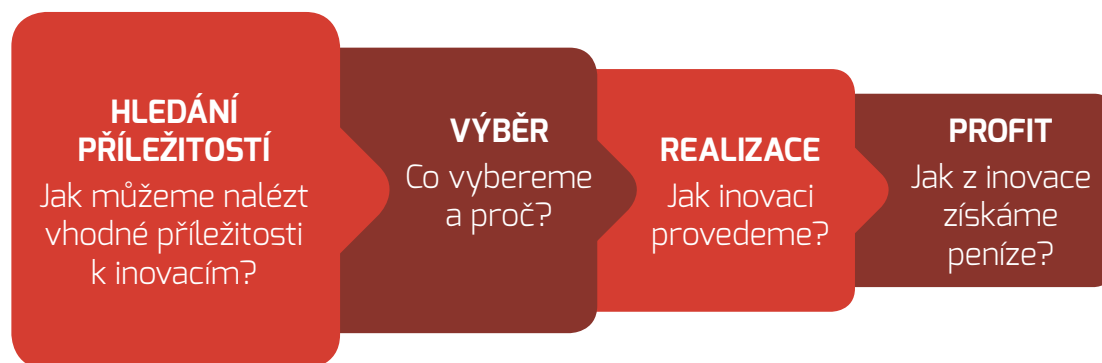 HLEDÁNÍ
PŘÍLEŽITOSTÍ
Jak můžeme nalézt
vhodné příležitosti
k inovacím?
VÝBĚR
Co vybereme
a proč?
REALIZACE
Jak inovaci
provedeme?
PROFIT
Jak z inovace
získáme
peníze?